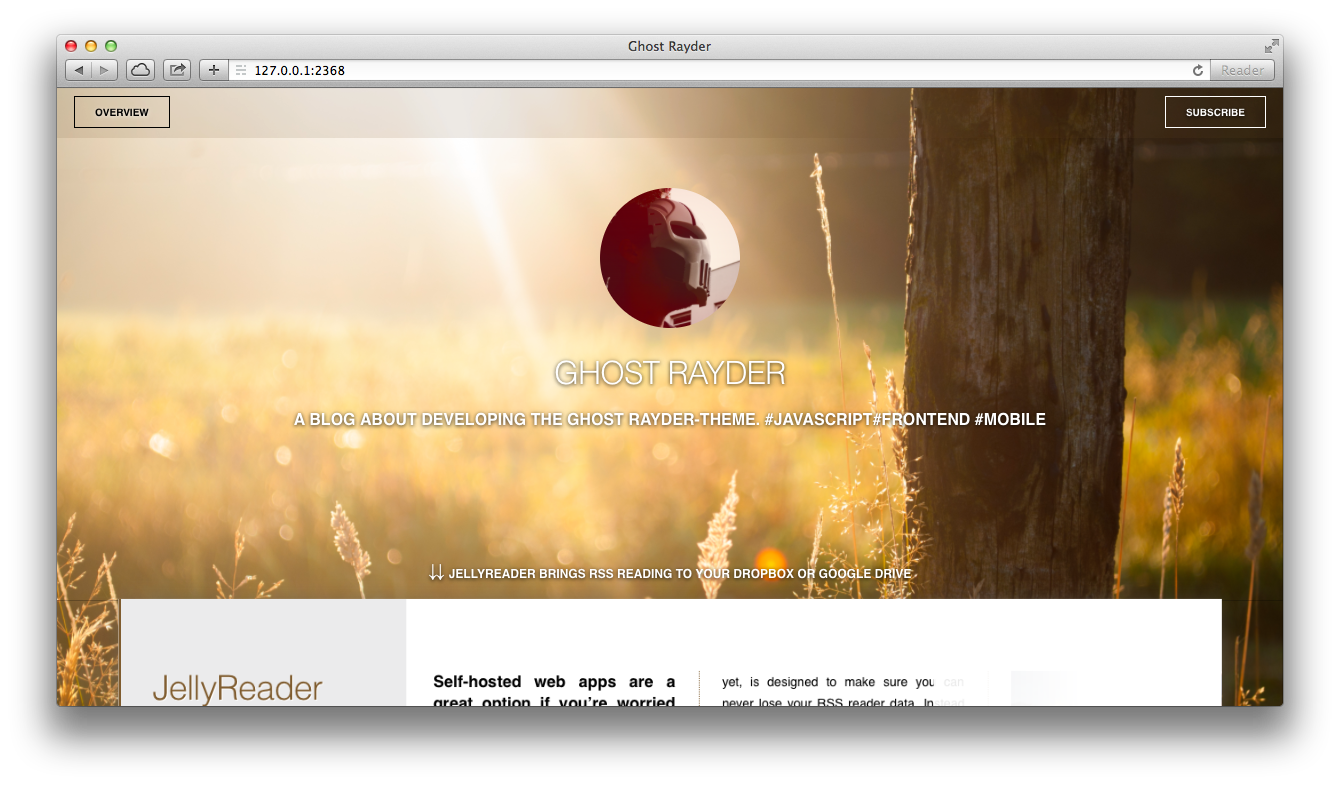 Ghost Rayder
127.0.0.1:2368
Reader
OVERVIEW
SUBSCRIBE
GHOST RAYDER
A BLOG ABOUT DEVELOPING THE GHOST RAYDER-THEME. #JAVASCRIPT#FRONTEND #MOBILE
⇊ JELLYREADER BRINGS RSS READING TO YOUR DROPBOX OR GOOGLE DRIVE
JellyReader
Self-hosted web apps are a
great option if you're worried
yet, is designed to make sure you can
never lose your RSS reader data. Instead